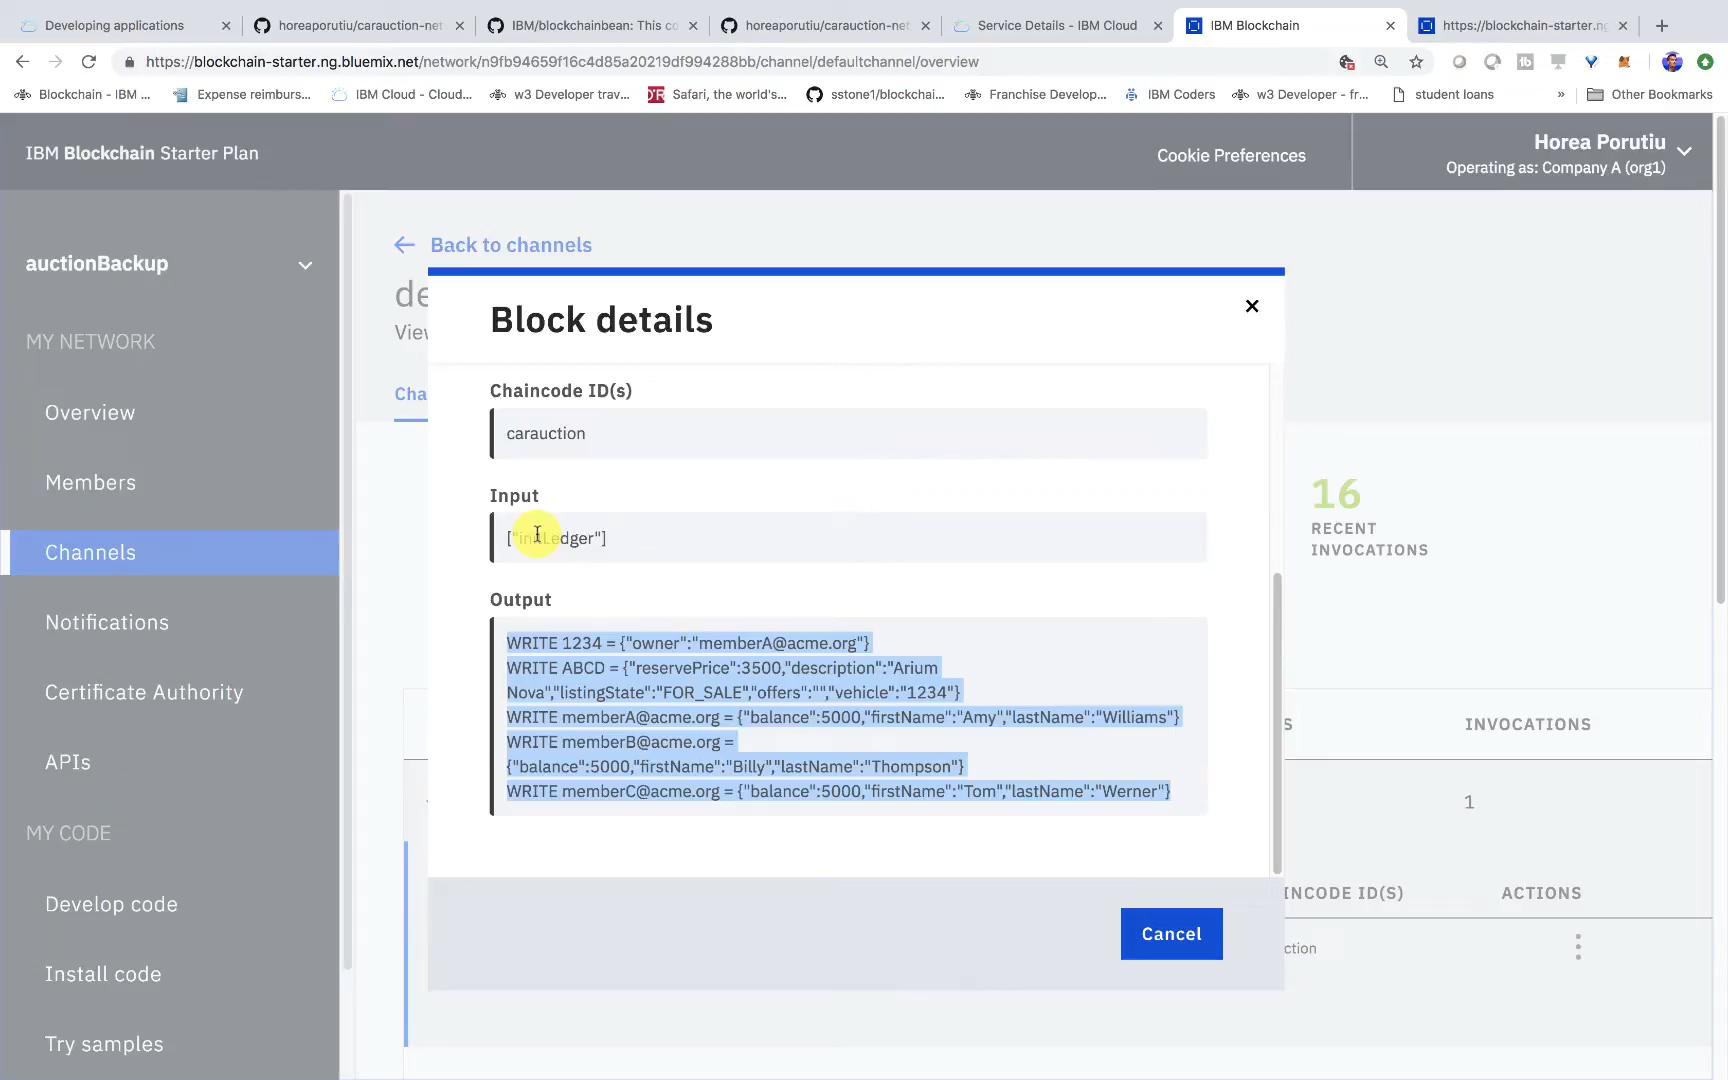 Developing applications
horeaporutiu/carauction-net
IBM/blockchainbean: This co
horeaporutiu/carauction-net
Service Details - IBM Cloud
IBM Blockchain
https://blockchain-starter.ng
https://blockchain-starter.ng.bluemix.net/network/n9fb94659f16c4d85a20219df994288bb/channel/defaultchannel/overview
Blockchain - IBM ...
Expense reimburs...
IBM Cloud - Cloud...
w3 Developer trav...
Safari, the world's...
sstone1/blockchai...
Franchise Develop...
IBM Coders
w3 Developer - fr...
student loans
»
Other Bookmarks
IBM Blockchain Starter Plan
Cookie Preferences
Horea Porutiu
Operating as: Company A (org1)
auctionBackup
MY NETWORK
Overview
Members
Channels
Notifications
Certificate Authority
APIs
MY CODE
Develop code
Install code
Try samples
Back to channels
de
View
Cha
16
RECENT
INVOCATIONS
S
INVOCATIONS
1
INCODE ID(S)
ACTIONS
ction
Block details
Chaincode ID(s)
carauction
Input
["initLedger"]
Output
WRITE 1234 = {"owner":"memberA@acme.org"}
WRITE ABCD = {"reservePrice":3500,"description":"Arium
Nova","listingState":"FOR_SALE","offers":"","vehicle":"1234"}
WRITE memberA@acme.org = {"balance":5000,"firstName":"Amy","lastName":"Williams"}
WRITE memberB@acme.org =
{"balance":5000,"firstName":"Billy","lastName":"Thompson"}
WRITE memberC@acme.org = {"balance":5000,"firstName":"Tom","lastName":"Werner"}
Cancel